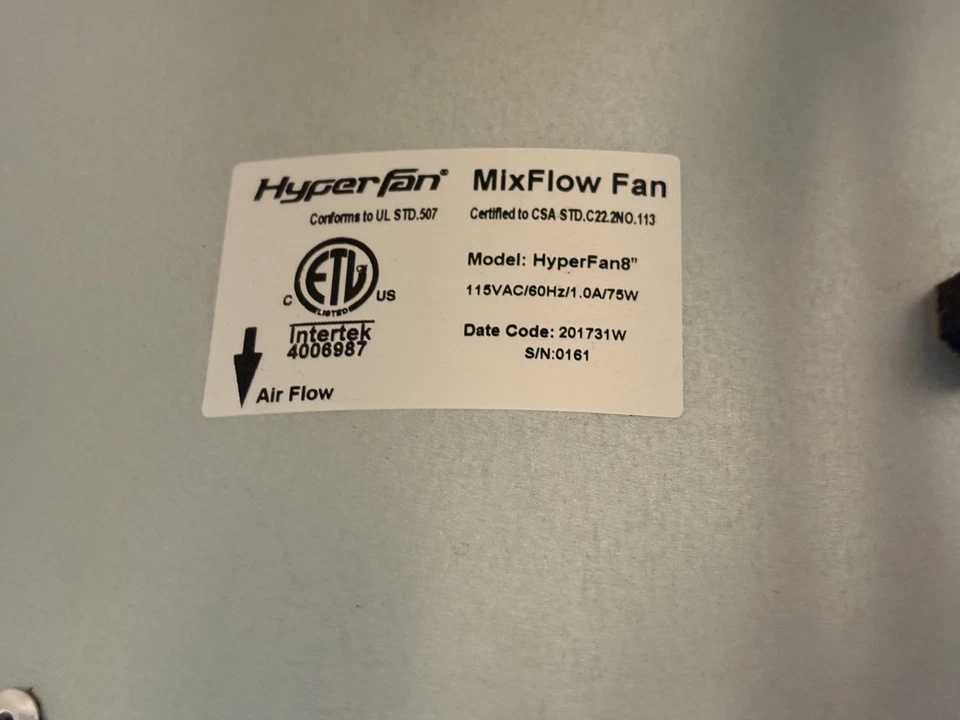 HyperFan® MixFlow Fan
Conforms to UL STD.507 Certified to CSA STD.C22.2NO.113
Model: HyperFan8"
ETL
C US
LISTED
115VAC/60Hz/1.0A/75W
Intertek
4006987
Date Code: 201731W
S/N:0161
Air Flow